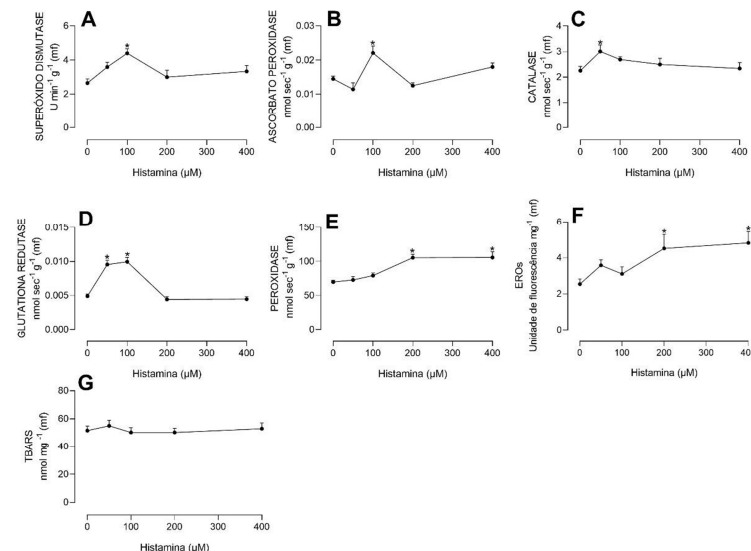 A
SUPERÓXIDO DISMUTASE
U min-1 g-1 (mf)
6
4
2
0
*
0 100 200 300 400
Histamina (µM)
B
ASCORBATO PEROXIDASE
nmol sec-1 g-1 (mf)
0.03
0.02
0.01
0.00
*
0 100 200 300 400
Histamina (µM)
C
CATALASE
nmol sec-1 g-1 (mf)
4
3
2
1
0
*
0 100 200 300 400
Histamina (µM)
D
GLUTATIONA REDUTASE
nmol sec-1 g-1 (mf)
0.015
0.010
0.005
0.000
* *
0 100 200 300 400
Histamina (µM)
E
PEROXIDASE
nmol sec-1 g-1 (mf)
150
100
50
0
* *
0 100 200 300 400
Histamina (µM)
F
EROs
Unidade de fluorescência mg-1 (mf)
6
4
2
0
* *
0 100 200 300 40
Histamina (µM)
G
TBARS
nmol mg -1 (mf)
80
60
40
20
0
0 100 200 300 400
Histamina (µM)